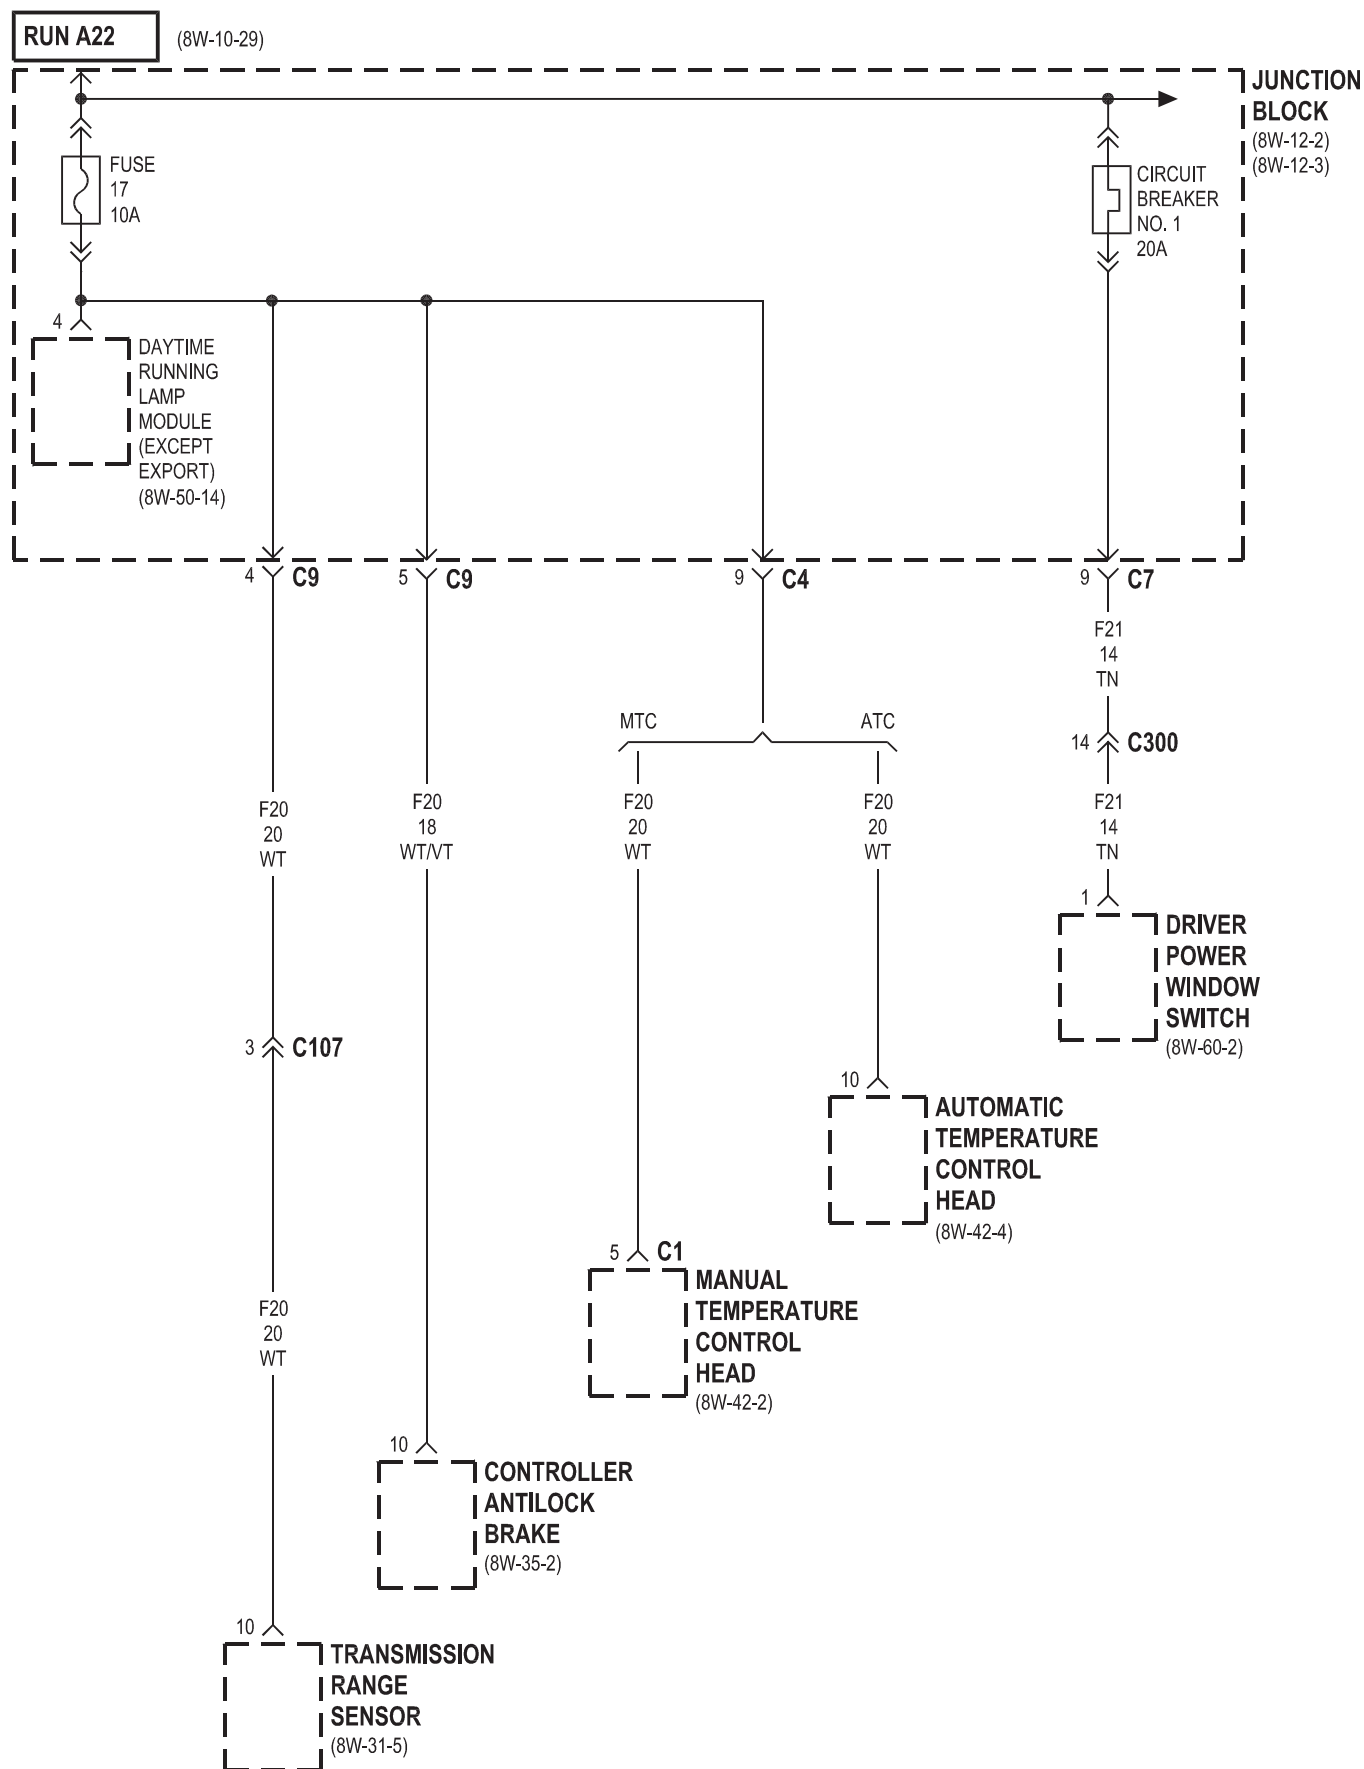 RUN A22
(8W-10-29)
JUNCTION
BLOCK
(8W-12-2)
(8W-12-3)
FUSE
17
10A
CIRCUIT
BREAKER
NO. 1
20A
4
DAYTIME
RUNNING
LAMP
MODULE
(EXCEPT
EXPORT)
(8W-50-14)
4 C9
5 C9
9 C4
9 C7
F21
14
TN
MTC
ATC
14 C300
F20
20
WT
F20
18
WT/VT
F20
20
WT
F20
20
WT
F21
14
TN
1
DRIVER
POWER
WINDOW
SWITCH
(8W-60-2)
3 C107
10
AUTOMATIC
TEMPERATURE
CONTROL
HEAD
(8W-42-4)
5 C1
MANUAL
TEMPERATURE
CONTROL
HEAD
(8W-42-2)
F20
20
WT
10
CONTROLLER
ANTILOCK
BRAKE
(8W-35-2)
10
TRANSMISSION
RANGE
SENSOR
(8W-31-5)